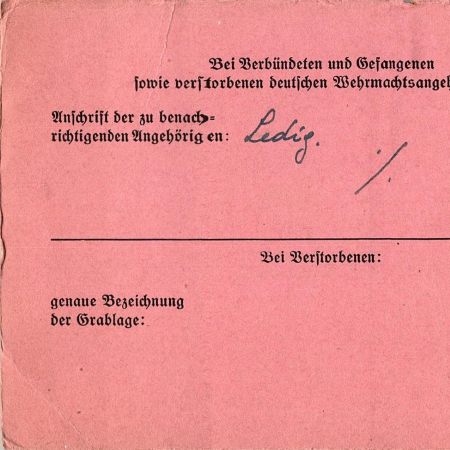 Bei Verbündeten und Gefangenen
sowie verstorbenen deutschen Wehrmachtsangeh
Anschrift der zu benach=
richtigenden Angehörigen: Ledig.
./.
Bei Verstorbenen:
genaue Bezeichnung
der Grablage: